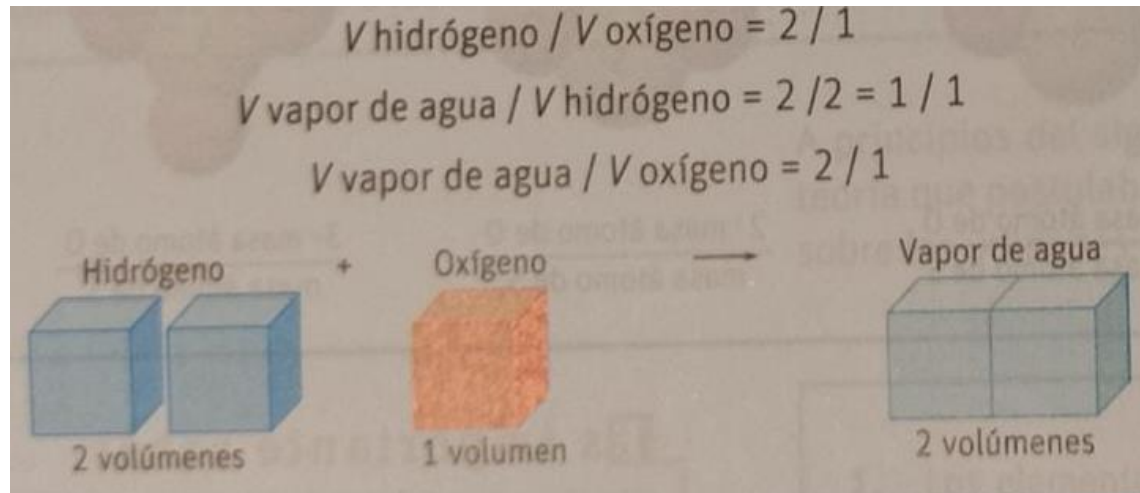 V hidrógeno / V oxígeno = 2 / 1
V vapor de agua / V hidrógeno = 2 /2 = 1 / 1
V vapor de agua / V oxígeno = 2 / 1
Hidrógeno + Oxígeno → Vapor de agua
2 volúmenes 1 volumen 2 volúmenes